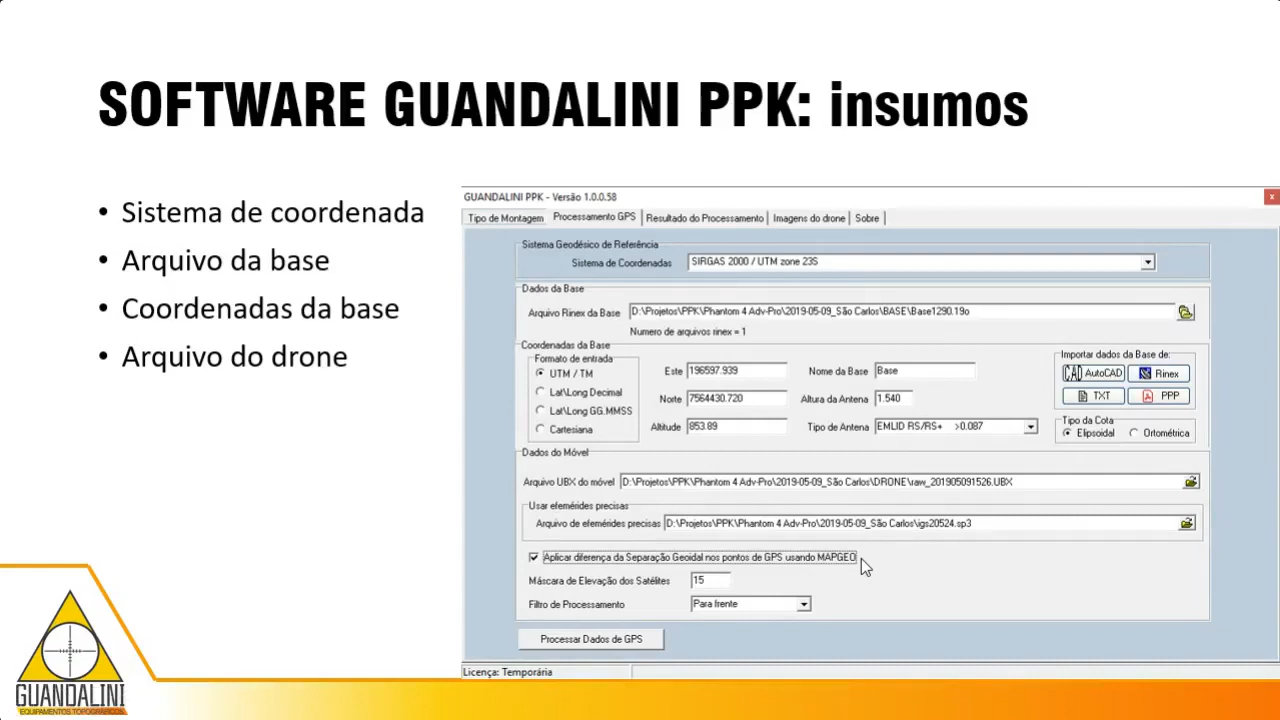 SOFTWARE GUANDALINI PPK: insumos
• Sistema de coordenada
• Arquivo da base
• Coordenadas da base
• Arquivo do drone
GUANDALINI PPK - Versão 1.0.0.58
x
Tipo de Montagem
Processamento GPS
Resultado do Processamento
Imagens do drone
Sobre
Sistema Geodésico de Referência
Sistema de Coordenadas
SIRGAS 2000 / UTM zone 23S
Dados da Base
Arquivo Rinex da Base
D:\Projetos\PPK\Phantom 4 Adv-Pro\2019-05-09_São Carlos\BASE\Base1290.19o
Numero de arquivos rinex = 1
Coordenadas da Base
Formato de entrada
UTM / TM
Lat\Long Decimal
Lat\Long GG.MMSS
Cartesiana
Este
196597.939
Norte
7564430.720
Altitude
853.89
Nome da Base
Base
Altura da Antena
1.540
Tipo de Antena
EMLID RS/RS+ >0.087
Importar dados da Base de:
CAD AutoCAD
Rinex
TXT
PPP
Tipo da Cota
Elipsoidal
Ortométrica
Dados do Móvel
Arquivo UBX do móvel
D:\Projetos\PPK\Phantom 4 Adv-Pro\2019-05-09_São Carlos\DRONE\raw_201905091526.UBX
Usar efemérides precisas
Arquivo de efemérides precisas
D:\Projetos\PPK\Phantom 4 Adv-Pro\2019-05-09_São Carlos\igs20524.sp3
Aplicar diferença da Separação Geoidal nos pontos de GPS usando MAPGEO
Máscara de Elevação dos Satélites
15
Filtro de Processamento
Para frente
Processar Dados de GPS
Licença: Temporária
GUANDALINI
EQUIPAMENTOS TOPOGRÁFICOS